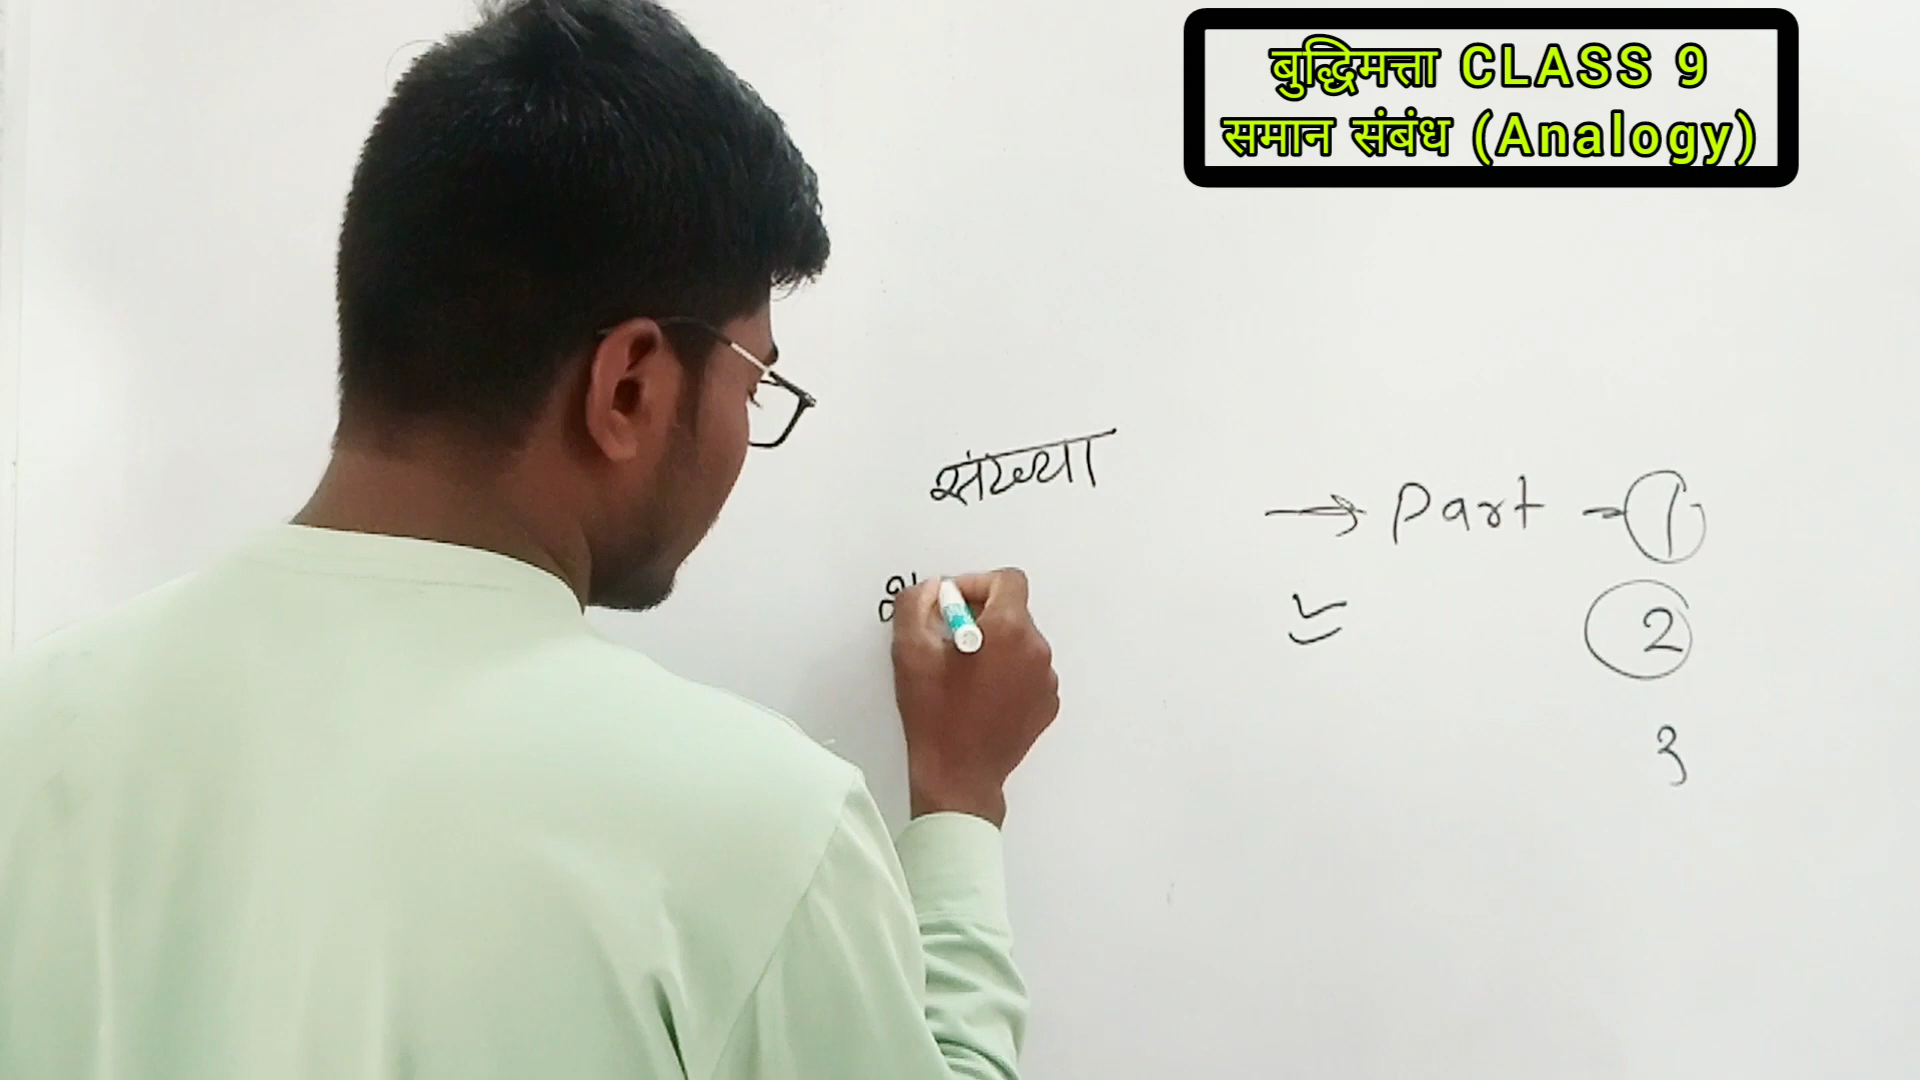 बुद्धिमत्ता CLASS 9
समान संबंध (Analogy)
संख्या → Part → 1
2
3